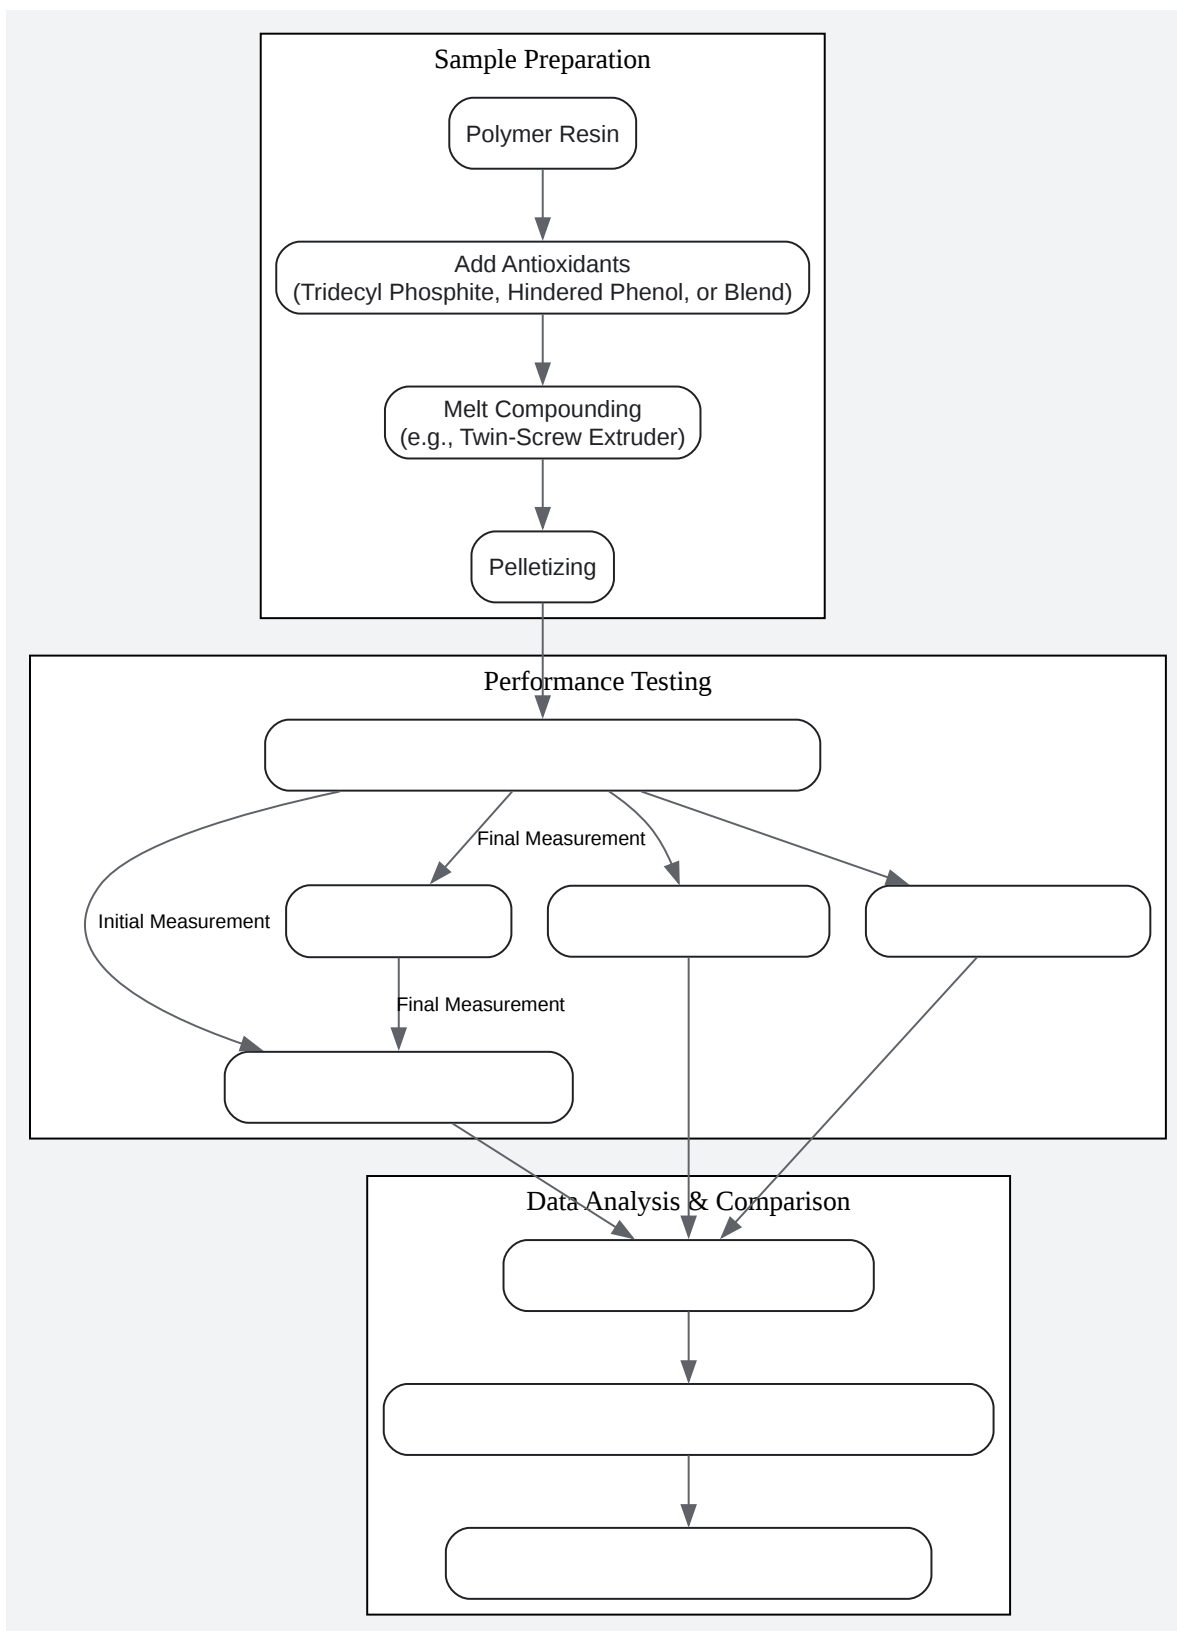 Sample Preparation
Polymer Resin
Add Antioxidants
(Tridecyl Phosphite, Hindered Phenol, or Blend)
Melt Compounding
(e.g., Twin-Screw Extruder)
Pelletizing
Performance Testing
Final Measurement
Initial Measurement
Final Measurement
Data Analysis & Comparison